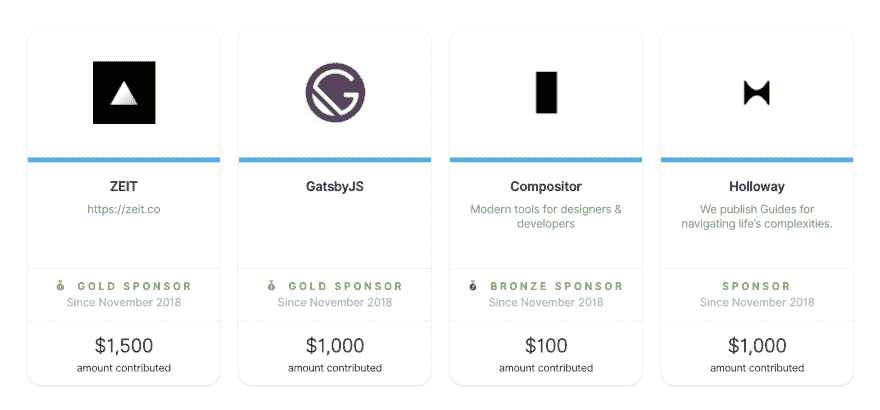 ZEIT
https://zeit.co
GOLD SPONSOR
Since November 2018
$1,500
amount contributed
GatsbyJS
GOLD SPONSOR
Since November 2018
$1,000
amount contributed
Compositor
Modern tools for designers &
developers
BRONZE SPONSOR
Since November 2018
$100
amount contributed
Holloway
We publish Guides for
navigating life's complexities.
SPONSOR
Since November 2018
$1,000
amount contributed